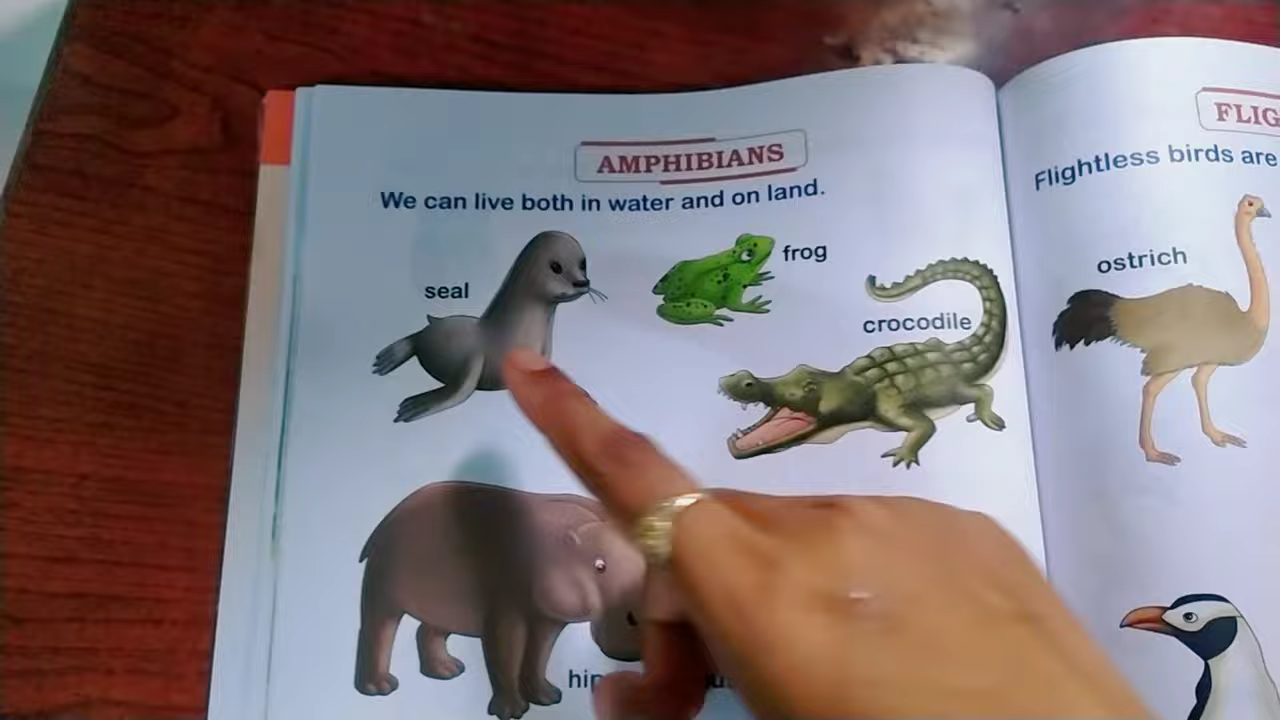 AMPHIBIANS
We can live both in water and on land.
seal
frog
crocodile
Flightless birds are
ostrich